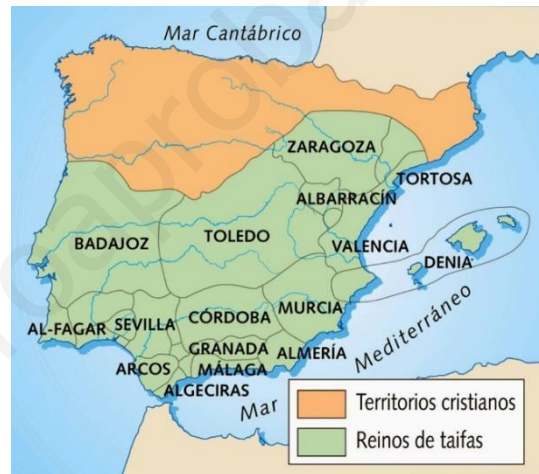 Mar Cantábrico
ZARAGOZA
TORTOSA
ALBARRACÍN
BADAJOZ
TOLEDO
VALENCIA
DENIA
AL-FAGAR
SEVILLA
CÓRDOBA
MURCIA
GRANADA
ALMERÍA
ARCOS
MÁLAGA
ALGECIRAS
Mar Mediterráneo
Territorios cristianos
Reinos de taifas